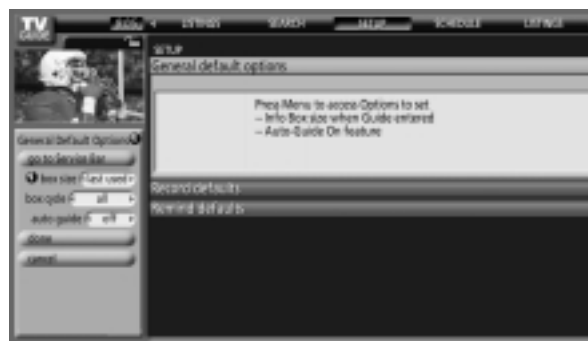 TV GUIDE
MENU LISTINGS SEARCH SETUP SCHEDULE LISTINGS
SETUP
General default options
Press Menu to access Options to set
– Info Box size when Guide entered
– Auto-Guide On feature
Record defaults
Remind defaults
General Default Options
go to Service Bar
box size last used
box cycle all
auto guide off
done
cancel